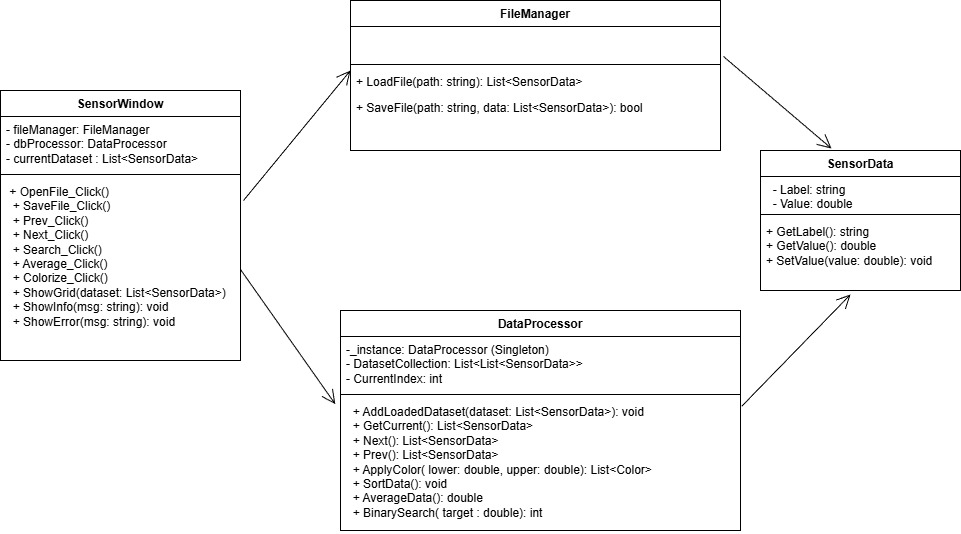 FileManager
+ LoadFile(path: string): List<SensorData>
+ SaveFile(path: string, data: List<SensorData>): bool
SensorWindow
- fileManager: FileManager
- dbProcessor: DataProcessor
- currentDataset : List<SensorData>
+ OpenFile_Click()
+ SaveFile_Click()
+ Prev_Click()
+ Next_Click()
+ Search_Click()
+ Average_Click()
+ Colorize_Click()
+ ShowGrid(dataset: List<SensorData>)
+ ShowInfo(msg: string): void
+ ShowError(msg: string): void
SensorData
- Label: string
- Value: double
+ GetLabel(): string
+ GetValue(): double
+ SetValue(value: double): void
DataProcessor
-_instance: DataProcessor (Singleton)
- DatasetCollection: List<List<SensorData>>
- CurrentIndex: int
+ AddLoadedDataset(dataset: List<SensorData>): void
+ GetCurrent(): List<SensorData>
+ Next(): List<SensorData>
+ Prev(): List<SensorData>
+ ApplyColor( lower: double, upper: double): List<Color>
+ SortData(): void
+ AverageData(): double
+ BinarySearch( target : double): int